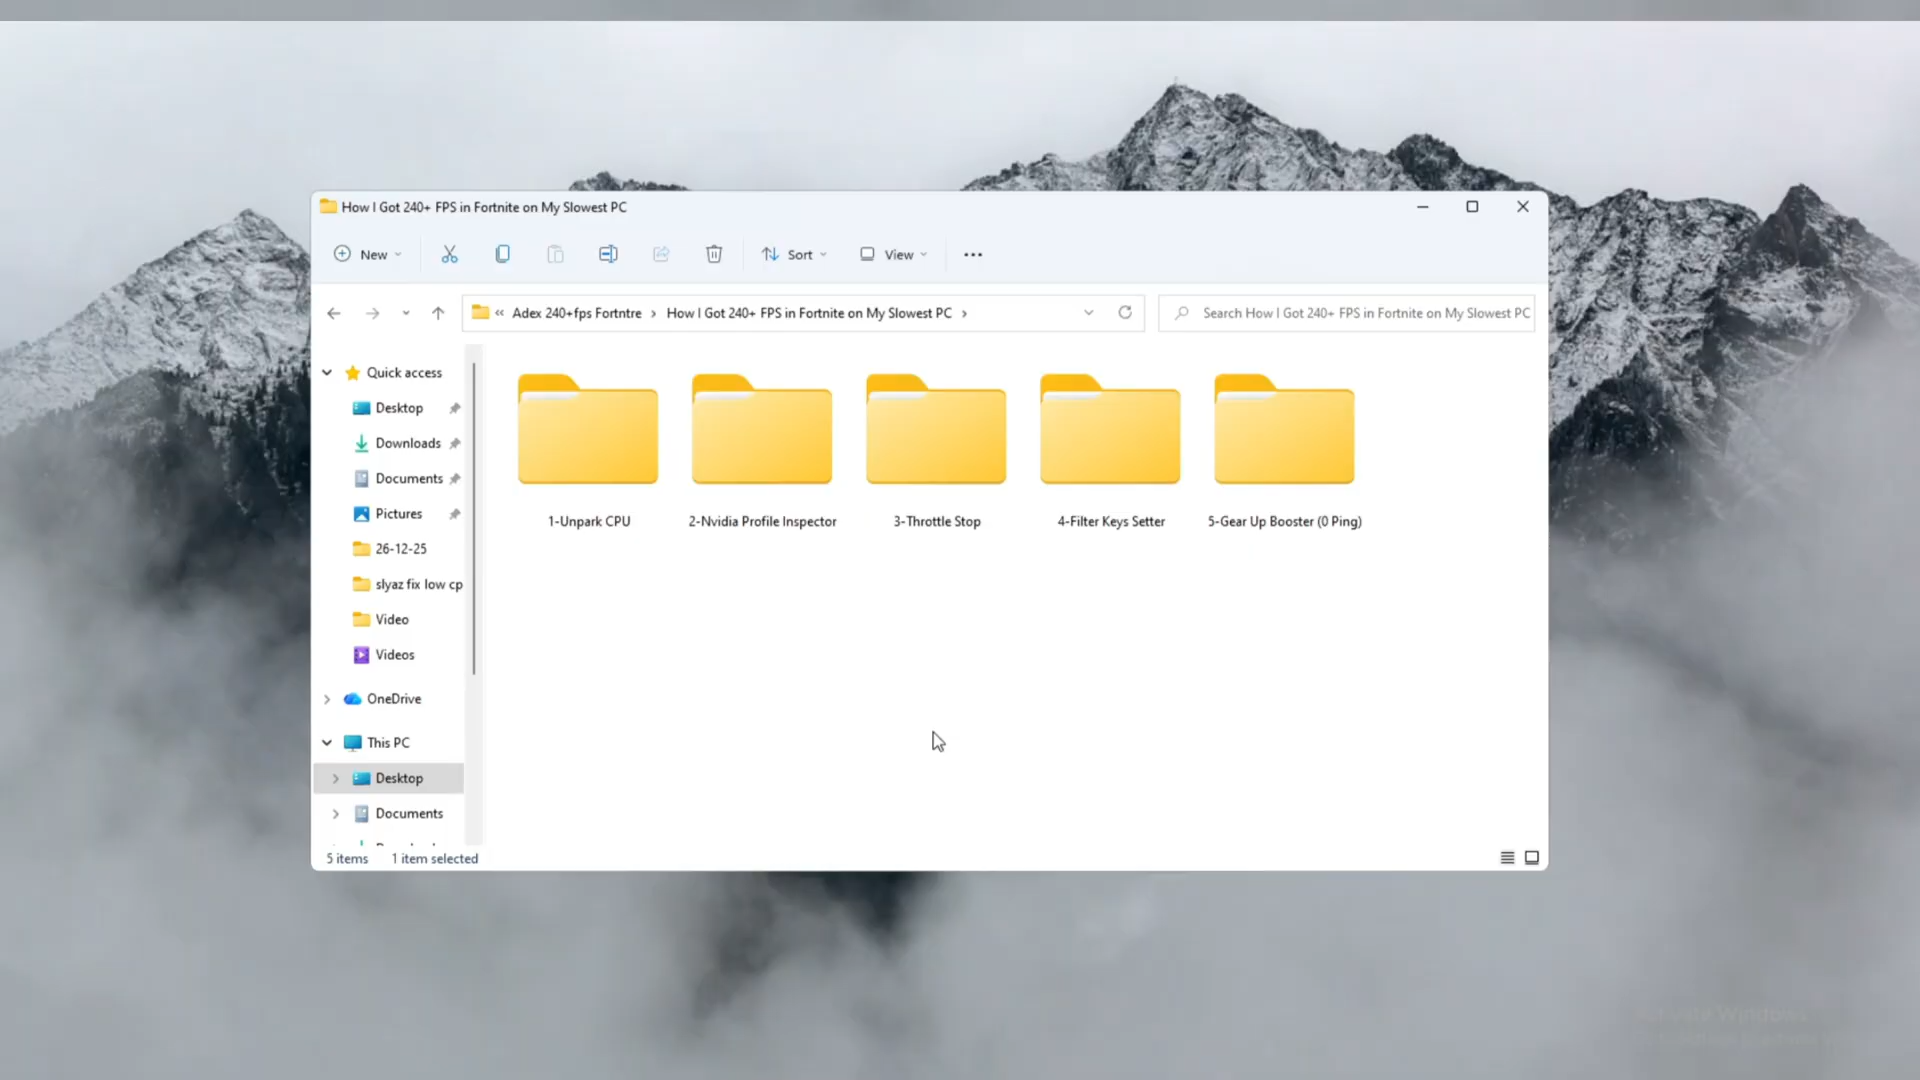 How I Got 240+ FPS in Fortnite on My Slowest PC
New
Sort
View
« Adex 240+fps Fortntre > How I Got 240+ FPS in Fortnite on My Slowest PC >
Search How I Got 240+ FPS in Fortnite on My Slowest PC
Quick access
Desktop
Downloads
Documents
Pictures
26-12-25
slyaz fix low cp
Video
Videos
OneDrive
This PC
Desktop
Documents
1-Unpark CPU
2-Nvidia Profile Inspector
3-Throttle Stop
4-Filter Keys Setter
5-Gear Up Booster (0 Ping)
5 items
1 item selected
Activate Windows